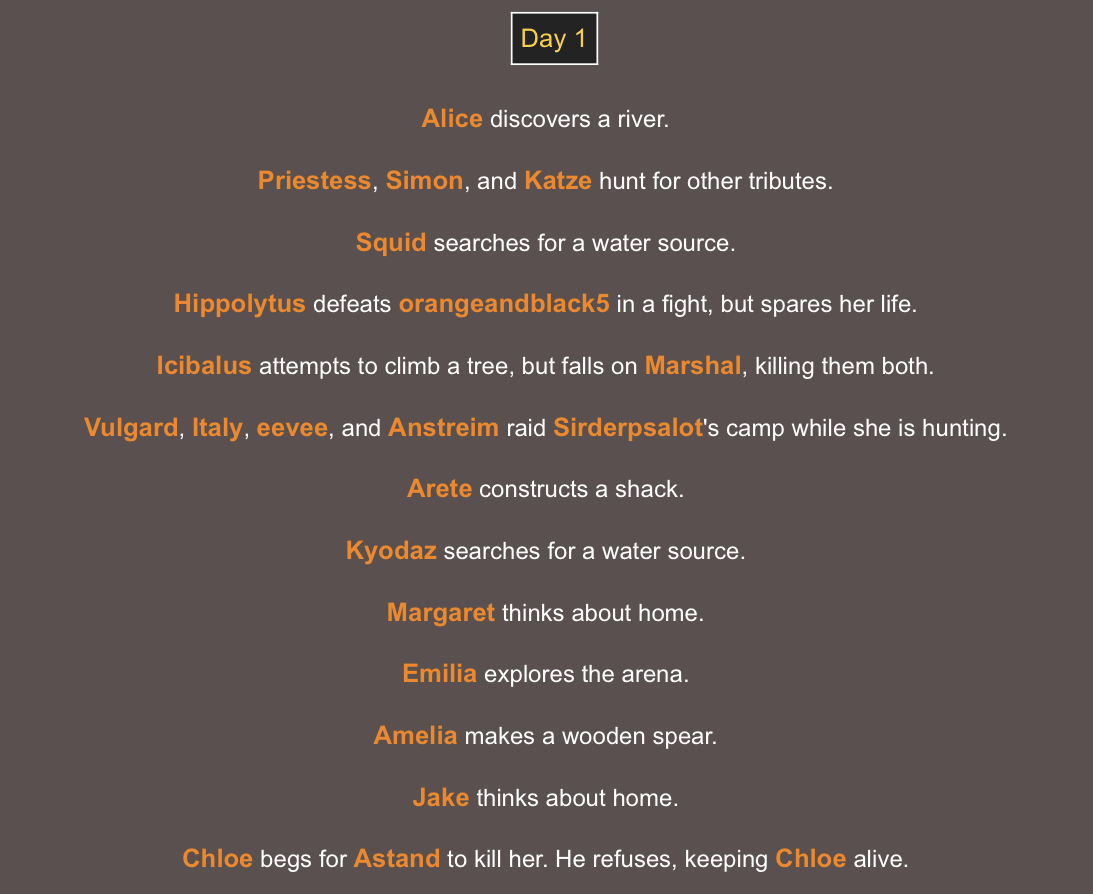 Day 1
Alice discovers a river.
Priestess, Simon, and Katze hunt for other tributes.
Squid searches for a water source.
Hippolytus defeats orangeandblack5 in a fight, but spares her life.
Icibalus attempts to climb a tree, but falls on Marshal, killing them both.
Vulgard, Italy, eevee, and Anstreim raid Sirderpsalot's camp while she is hunting.
Arete constructs a shack.
Kyodaz searches for a water source.
Margaret thinks about home.
Emilia explores the arena.
Amelia makes a wooden spear.
Jake thinks about home.
Chloe begs for Astand to kill her. He refuses, keeping Chloe alive.